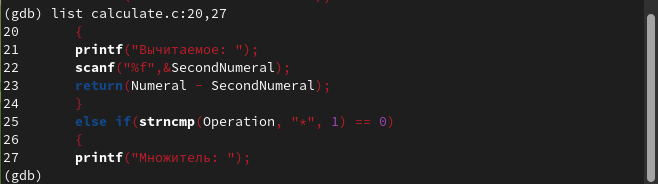 (gdb) list calculate.c:20,27
20 {
21 printf("Вычитаемое: ");
22 scanf("%f",&SecondNumeral);
23 return(Numeral - SecondNumeral);
24 }
25 else if(strncmp(Operation, "*", 1) == 0)
26 {
27 printf("Множитель: ");
(gdb)